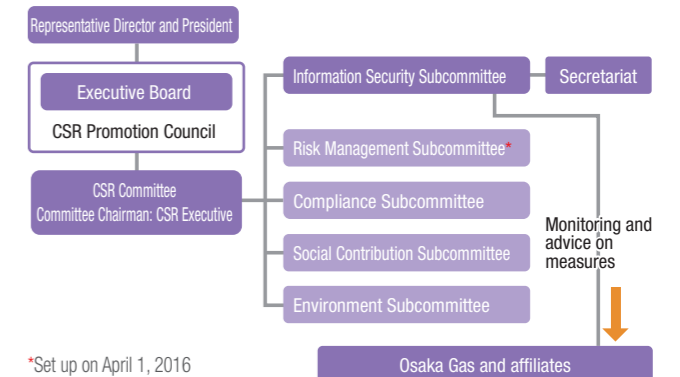 Representative Director and President
Executive Board
CSR Promotion Council
CSR Committee
Committee Chairman: CSR Executive
Information Security Subcommittee
Secretariat
Risk Management Subcommittee*
Compliance Subcommittee
Social Contribution Subcommittee
Environment Subcommittee
Monitoring and
advice on
measures
Osaka Gas and affiliates
*Set up on April 1, 2016